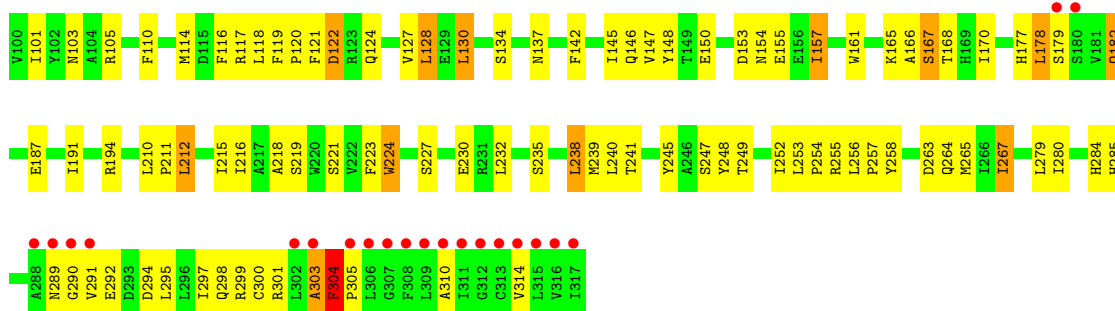 V100 I101 Y102 N103 A104 R105 F110 M114 D115 F116 R117 L118 F119 P120 F121 D122 R123 Q124 V127 L128 E129 L130 S134 N137 F142 I145 Q146 V147 Y148 T149 E150 D153 N154 E155 E156 I157 W161 K165 A166 S167 T168 H169 I170 H177 L178 S179 S180 V181
E187 I191 R194 L210 P211 L212 I215 I216 A217 A218 S219 W220 S221 V222 F223 W224 S227 E230 R231 L232 S235 L238 M239 L240 T241 Y245 A246 S247 Y248 T249 I252 L253 P254 R255 L256 P257 Y258 D263 Q264 M265 I266 I267 L279 I280 H284
A288 N289 G290 V291 E292 D293 D294 L295 L296 I297 Q298 R299 C300 R301 L302 A303 F304 P305 L306 G307 F308 L309 A310 I311 G312 C313 V314 L315 V316 I317